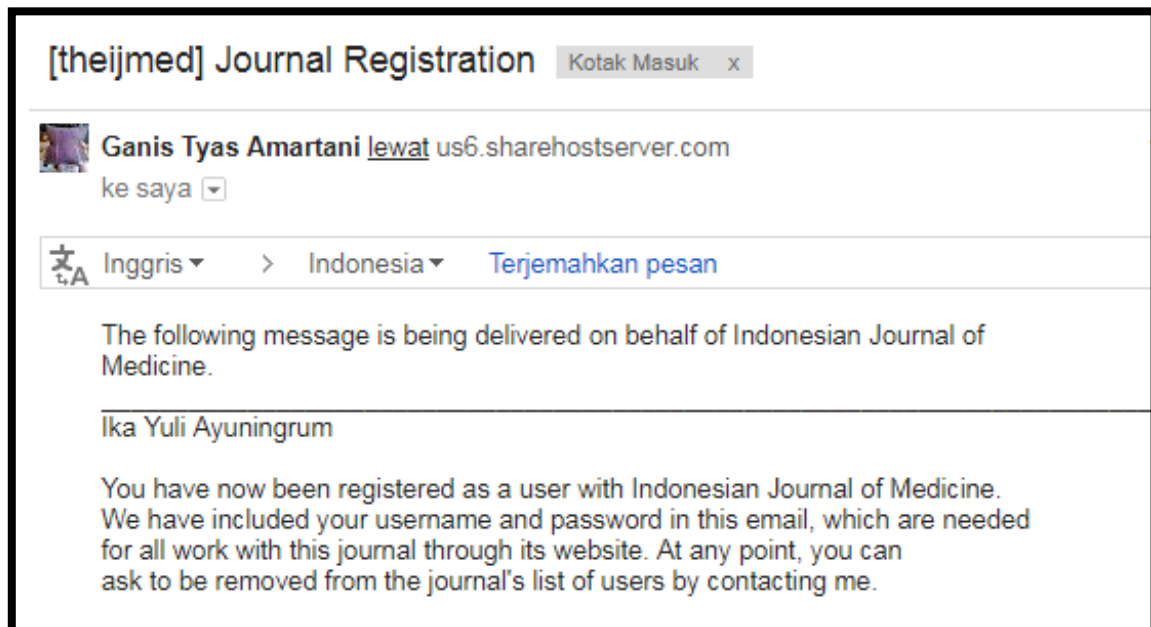 [theijmed] Journal Registration Kotak Masuk x
Ganis Tyas Amartani lewat us6.sharehostserver.com
ke saya
Inggris > Indonesia Terjemahkan pesan
The following message is being delivered on behalf of Indonesian Journal of
Medicine.
Ika Yuli Ayuningrum
You have now been registered as a user with Indonesian Journal of Medicine.
We have included your username and password in this email, which are needed
for all work with this journal through its website. At any point, you can
ask to be removed from the journal's list of users by contacting me.